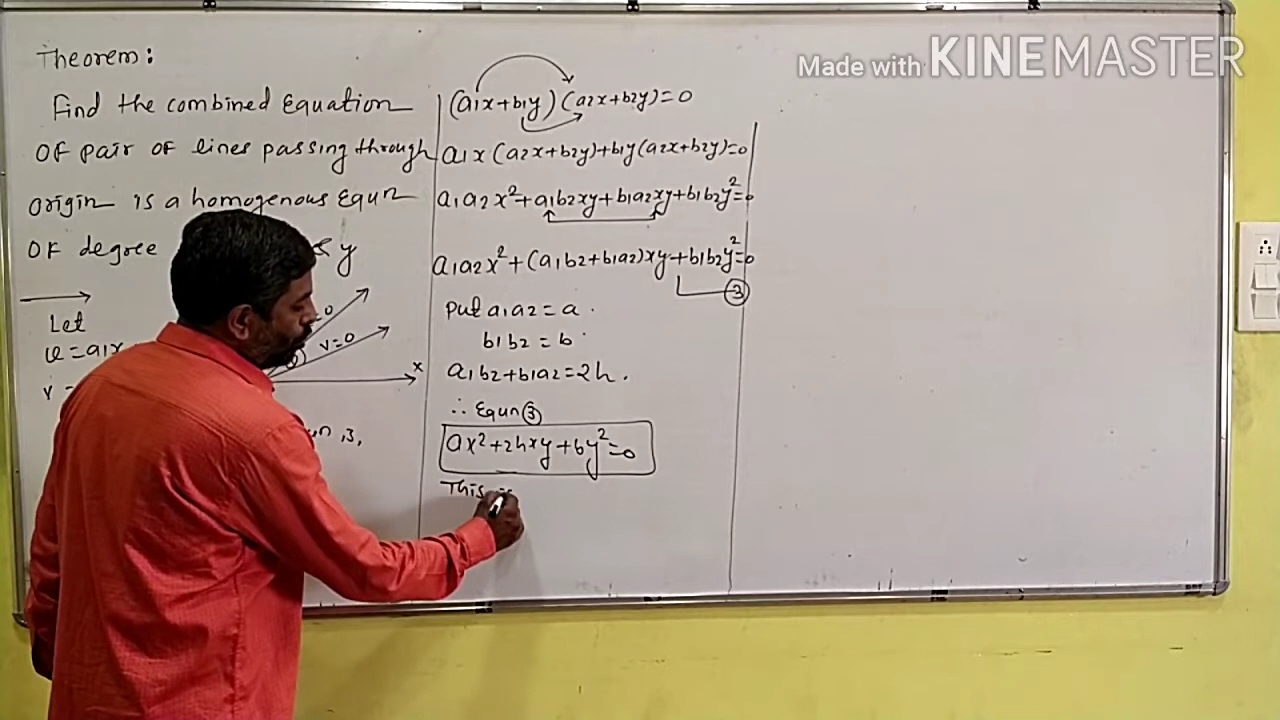 Made with KINEMASTER
Theorem:
Find the combined Equation
OF pair of lines passing through
origin is a homogenous Equn
OF degree
y
Let
u=a1x
v=
=0
v=0
x
,3,
(a1x+b1y)(a2x+b2y)=0
a1x(a2x+b2y)+b1y(a2x+b2y)=0
a1a2x²+a1b2xy+b1a2xy+b1b2y²=0
a1a2x²+(a1b2+b1a2)xy+b1b2y²=0
3
put a1a2=a.
b1b2=b.
a1b2+b1a2=2h.
∴ Equn 3
ax²+2hxy+by²=0
This is